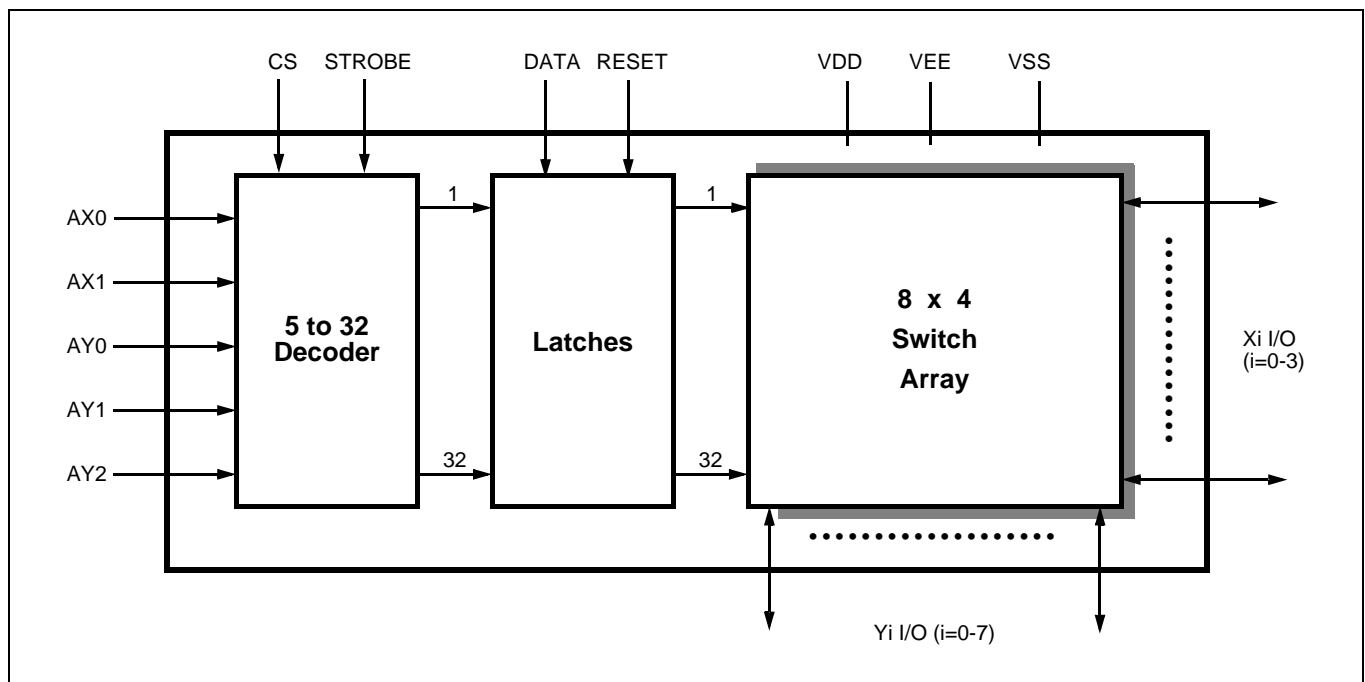 CS STROBE DATA RESET VDD VEE VSS
AX0
AX1
AY0
AY1
AY2
5 to 32
Decoder
1
32
Latches
1
32
8 x 4
Switch
Array
Xi I/O
(i=0-3)
Yi I/O (i=0-7)